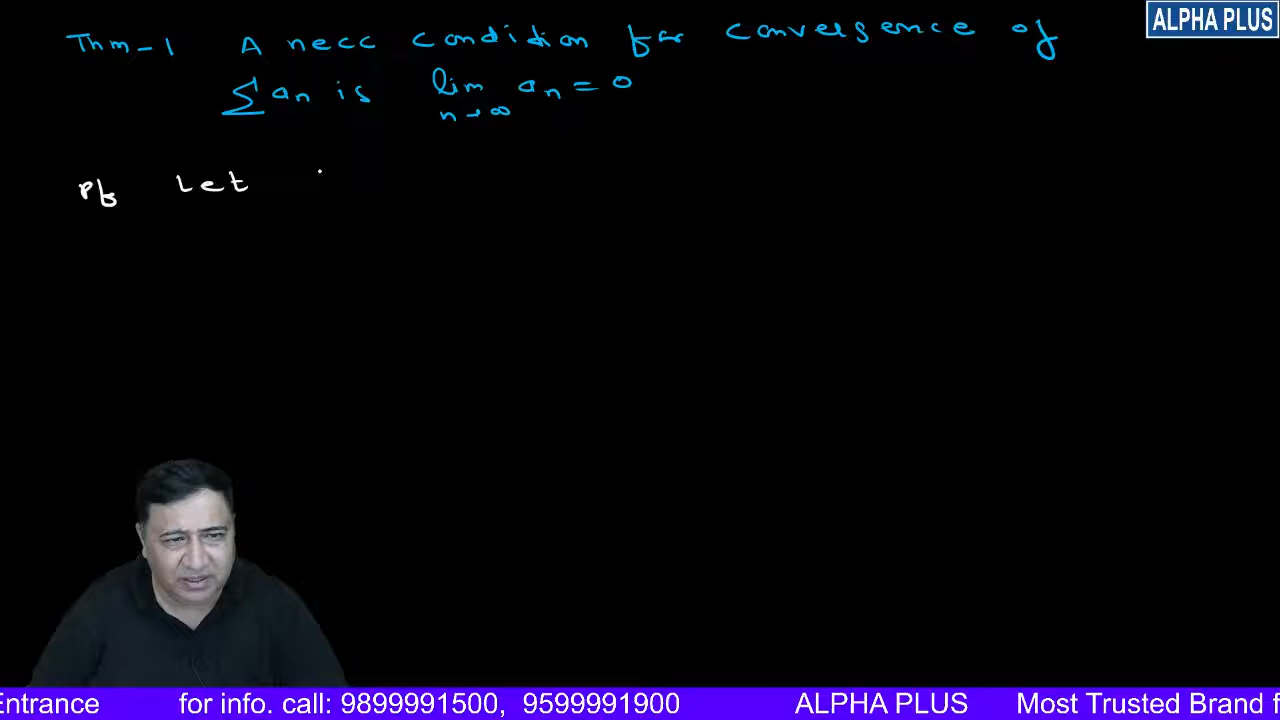 ALPHA PLUS
Thm-1 A necc condition for convergence of
∑an is lim an = 0
n→∞
Pf Let
Entrance for info. call: 9899991500, 9599991900 ALPHA PLUS Most Trusted Brand f